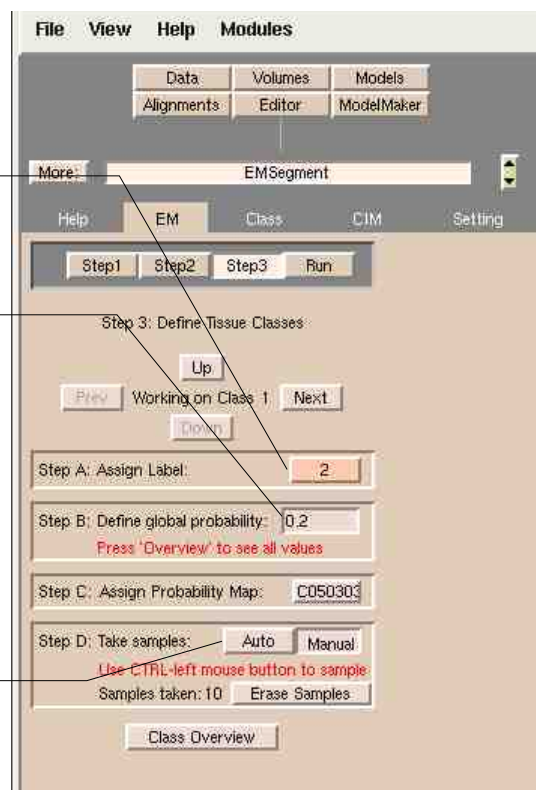 File View Help Modules
Data Volumes Models
Alignments Editor ModelMaker
More: EMSegment
Help EM Class CIM Setting
Step1 Step2 Step3 Run
Step 3: Define Tissue Classes
Up
Prev Working on Class 1 Next
Down
Step A: Assign Label: 2
Step B: Define global probability: 0.2
Press 'Overview' to see all values
Step C: Assign Probability Map: C050303
Step D: Take samples: Auto Manual
Use CTRL-left mouse button to sample
Samples taken: 10 Erase Samples
Class Overview